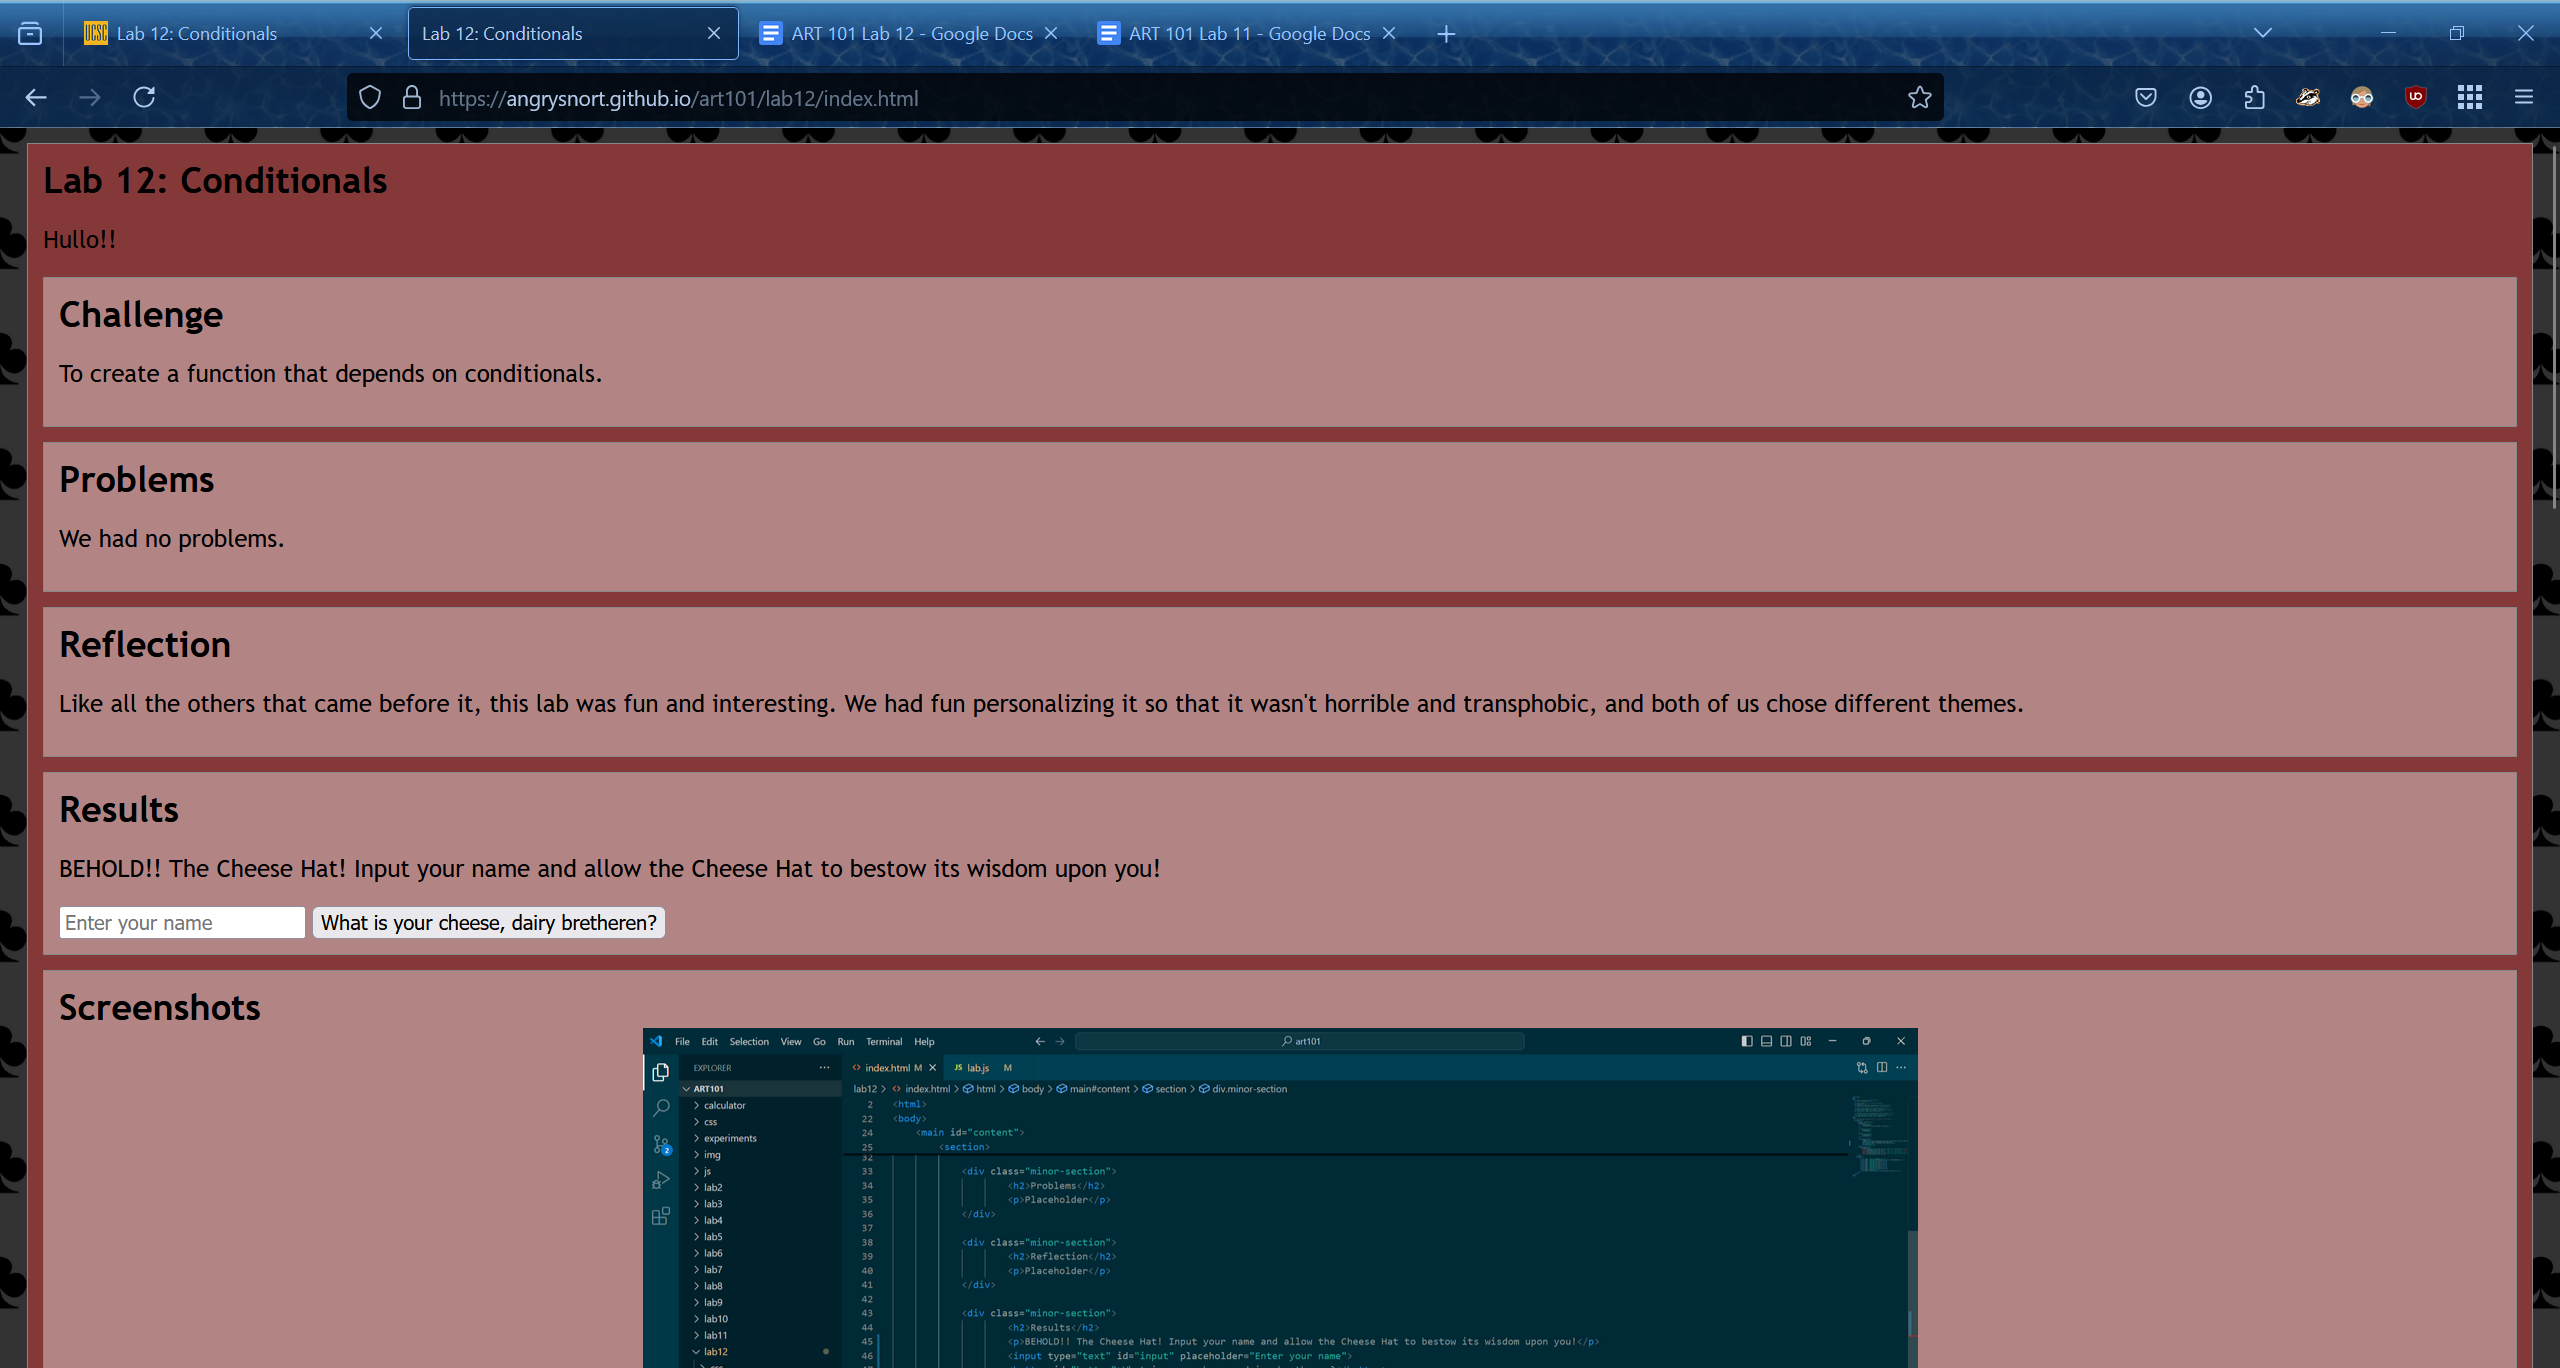 UCSC Lab 12: Conditionals
Lab 12: Conditionals
ART 101 Lab 12 - Google Docs
ART 101 Lab 11 - Google Docs
https://angrysnort.github.io/art101/lab12/index.html
Lab 12: Conditionals
Hullo!!
Challenge
To create a function that depends on conditionals.
Problems
We had no problems.
Reflection
Like all the others that came before it, this lab was fun and interesting. We had fun personalizing it so that it wasn't horrible and transphobic, and both of us chose different themes.
Results
BEHOLD!! The Cheese Hat! Input your name and allow the Cheese Hat to bestow its wisdom upon you!
Enter your name What is your cheese, dairy bretheren?
Screenshots
File Edit Selection View Go Run Terminal Help art101
EXPLORER ··· <> index.html M JS lab.js M
ART101 lab12 > <> index.html > html > body > main#content > section > div.minor-section
calculator
css
experiments
img
js
lab2
lab3
lab4
lab5
lab6
lab7
lab8
lab9
lab10
lab11
lab12
2 <html>
22 <body>
24 <main id="content">
25 <section>
32
33 <div class="minor-section">
34 <h2>Problems</h2>
35 <p>Placeholder</p>
36 </div>
37
38 <div class="minor-section">
39 <h2>Reflection</h2>
40 <p>Placeholder</p>
41 </div>
42
43 <div class="minor-section">
44 <h2>Results</h2>
45 <p>BEHOLD!! The Cheese Hat! Input your name and allow the Cheese Hat to bestow its wisdom upon you!</p>
46 <input type="text" id="input" placeholder="Enter your name">